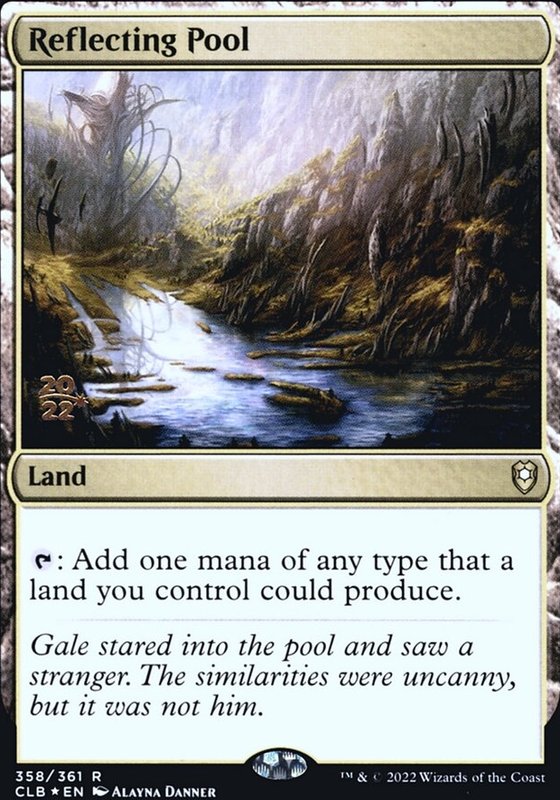 Reflecting Pool
20
22
Land
: Add one mana of any type that a
land you control could produce.
Gale stared into the pool and saw a
stranger. The similarities were uncanny,
but it was not him.
358/361 R
CLB ★ EN Alayna Danner
™ & © 2022 Wizards of the Coast